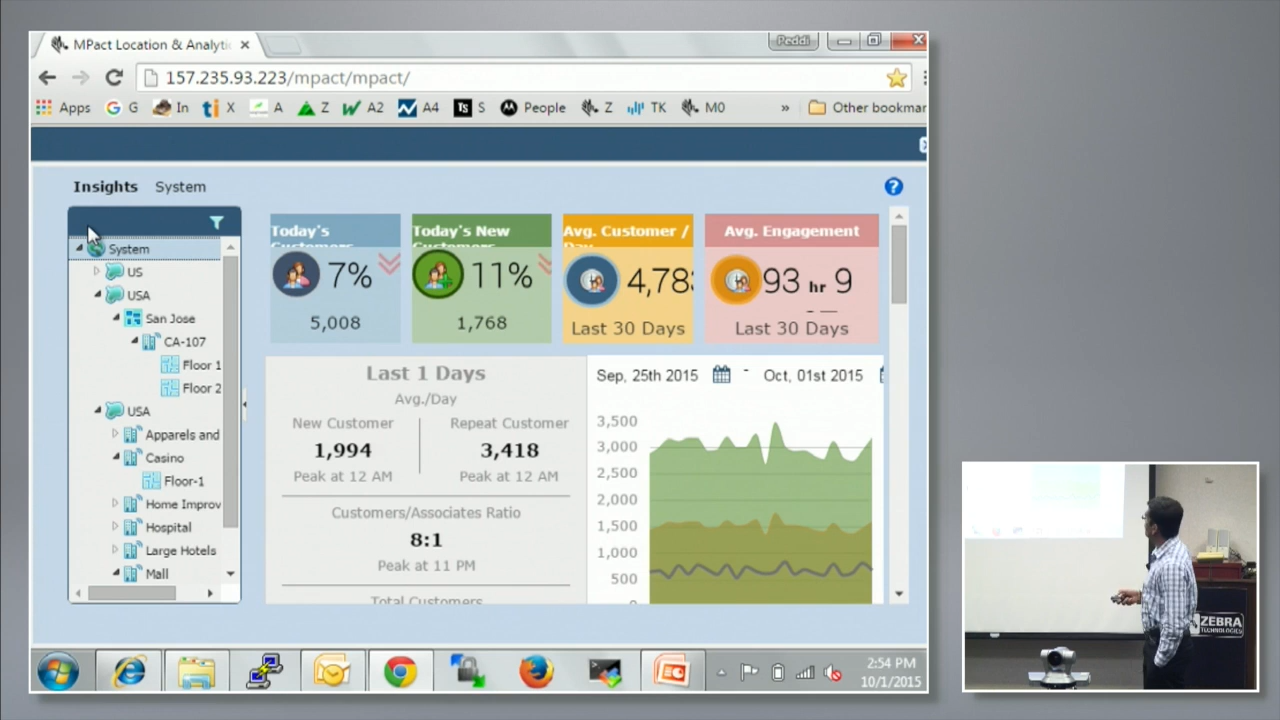 MPact Location & Analyti
Peddi
157.235.93.223/mpact/mpact/
Apps G In X A Z A2 A4 TS S People Z TK M0 » Other bookmar
Insights System
System
US
USA
San Jose
CA-107
Floor 1
Floor 2
USA
Apparels and
Casino
Floor-1
Home Improv
Hospital
Large Hotels
Mall
Today's
Customers
7%
5,008
Today's New
Customers
11%
1,768
Avg. Customer /
Day
4,78
Last 30 Days
Avg. Engagement
93 hr 9
Last 30 Days
Last 1 Days
Avg./Day
New Customer Repeat Customer
1,994 3,418
Peak at 12 AM Peak at 12 AM
Customers/Associates Ratio
8:1
Peak at 11 PM
Total Customers
Sep, 25th 2015 - Oct, 01st 2015
3,500
3,000
2,500
2,000
1,500
1,000
500
0
2:54 PM
10/1/2015
ZEBRA
TECHNOLOGIES